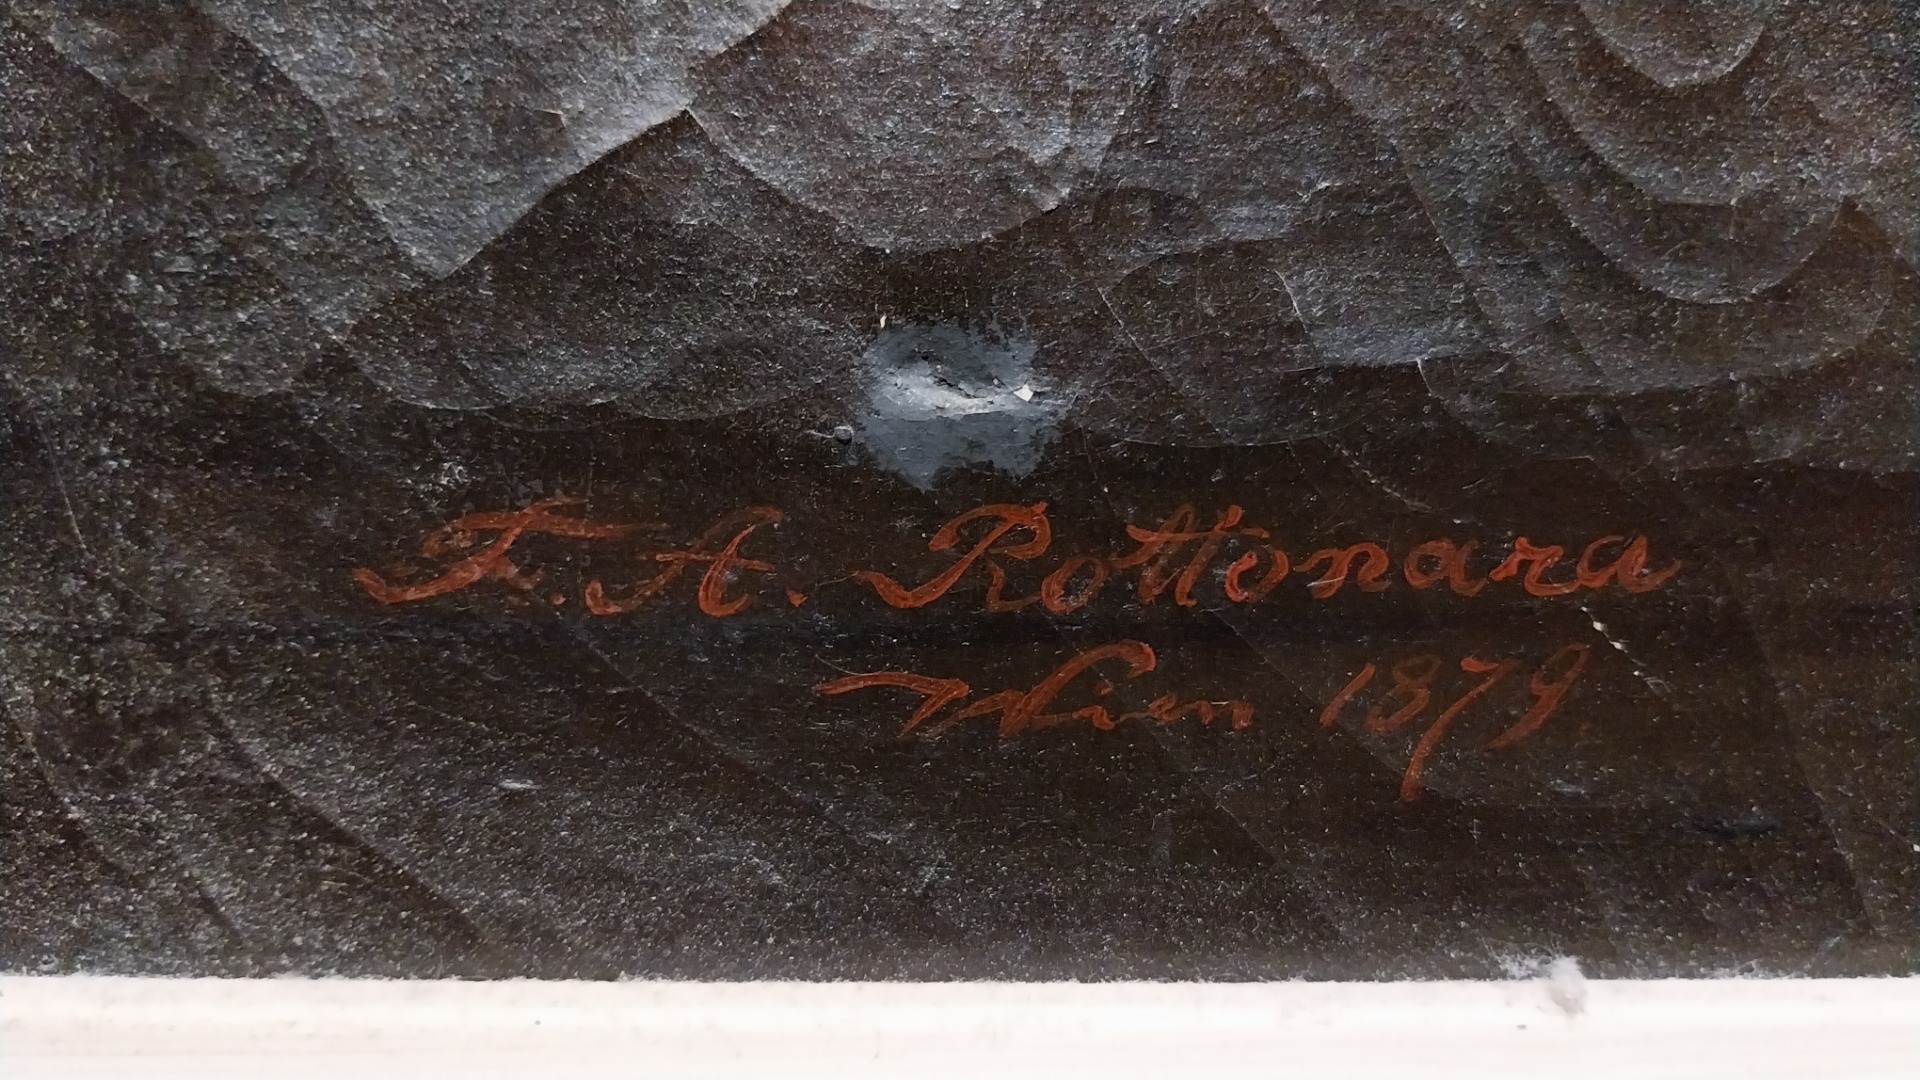 F. A. Rottonara
Wien 1879